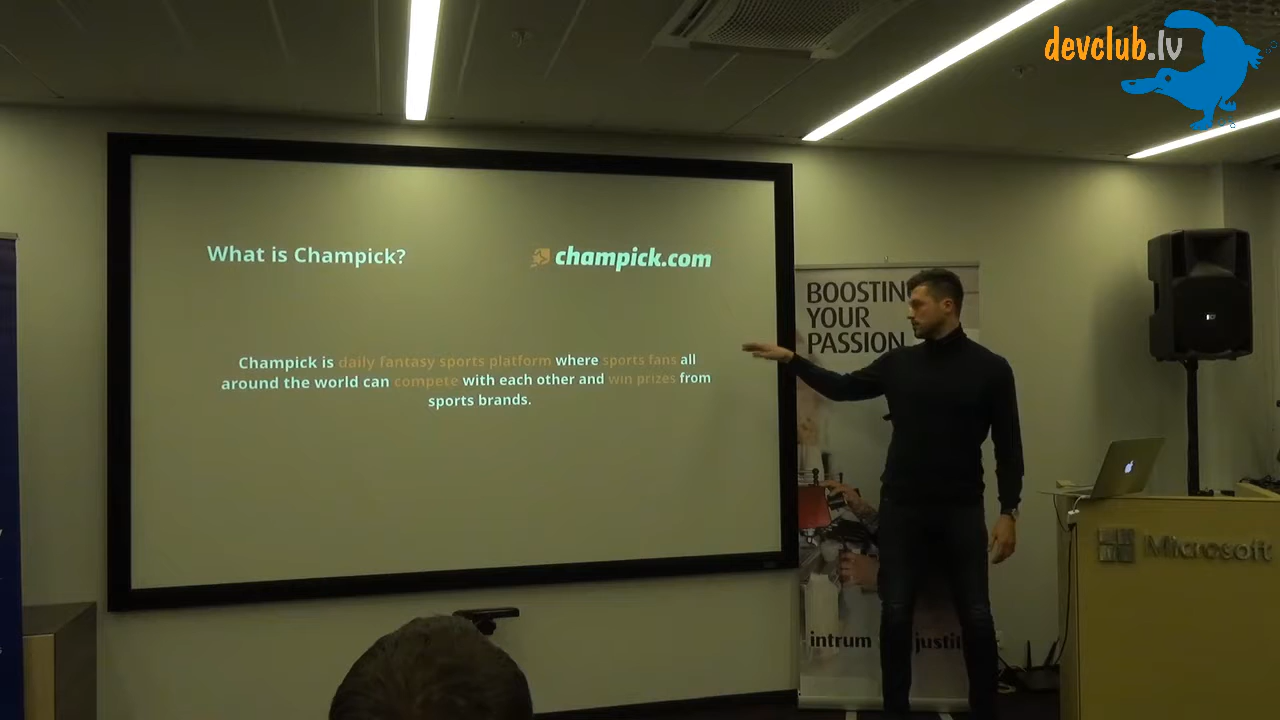 devclub.lv
What is Champick?
champick.com
Champick is daily fantasy sports platform where sports fans all
around the world can compete with each other and win prizes from
sports brands.
BOOSTIN
YOUR
PASSION
intrum justi
Microsoft